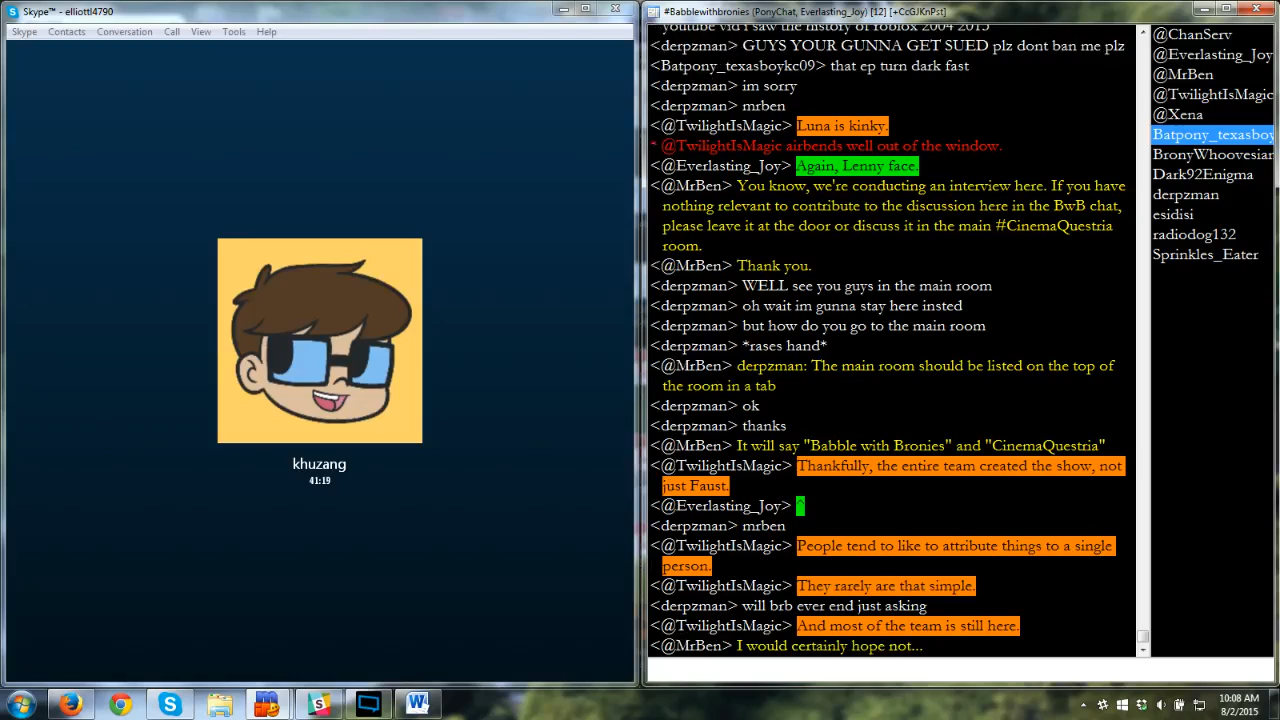 Skype™ - elliottl4790
Skype Contacts Conversation Call View Tools Help
khuzang
41:19
#Babblewithbronies (PonyChat, Everlasting_Joy) [12] [+CcGJKnPst]
youtube vid i saw the history of roblox 2004 2015
<derpzman> GUYS YOUR GUNNA GET SUED plz dont ban me plz
<Batpony_texasboykc09> that ep turn dark fast
<derpzman> im sorry
<derpzman> mrben
<@TwilightIsMagic> Luna is kinky.
* @TwilightIsMagic airbends well out of the window.
<@Everlasting_Joy> Again, Lenny face.
<@MrBen> You know, we're conducting an interview here. If you have
nothing relevant to contribute to the discussion here in the BwB chat,
please leave it at the door or discuss it in the main #CinemaQuestria
room.
<@MrBen> Thank you.
<derpzman> WELL see you guys in the main room
<derpzman> oh wait im gunna stay here insted
<derpzman> but how do you go to the main room
<derpzman> *rases hand*
<@MrBen> derpzman: The main room should be listed on the top of
the room in a tab
<derpzman> ok
<derpzman> thanks
<@MrBen> It will say "Babble with Bronies" and "CinemaQuestria"
<@TwilightIsMagic> Thankfully, the entire team created the show, not
just Faust.
<@Everlasting_Joy> ^
<derpzman> mrben
<@TwilightIsMagic> People tend to like to attribute things to a single
person.
<@TwilightIsMagic> They rarely are that simple.
<derpzman> will brb ever end just asking
<@TwilightIsMagic> And most of the team is still here.
<@MrBen> I would certainly hope not...
@ChanServ
@Everlasting_Joy
@MrBen
@TwilightIsMagic
@Xena
Batpony_texasboy
BronyWhoovesian
Dark92Enigma
derpzman
esidisi
radiodog132
Sprinkles_Eater
10:08 AM
8/2/2015